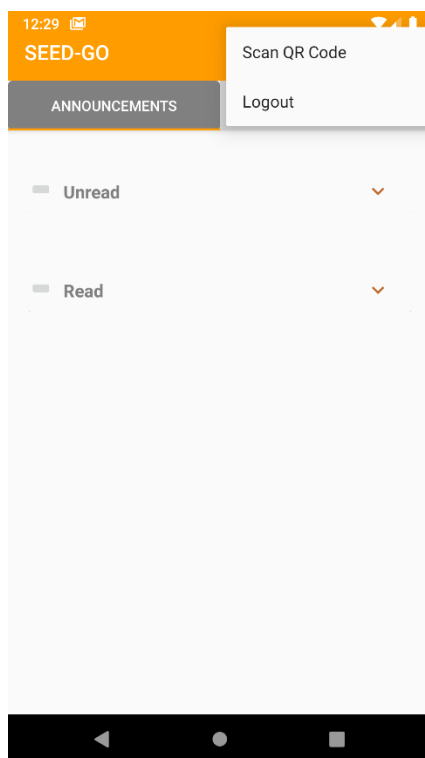 12:29
SEED-GO
Scan QR Code
Logout
ANNOUNCEMENTS
Unread
Read